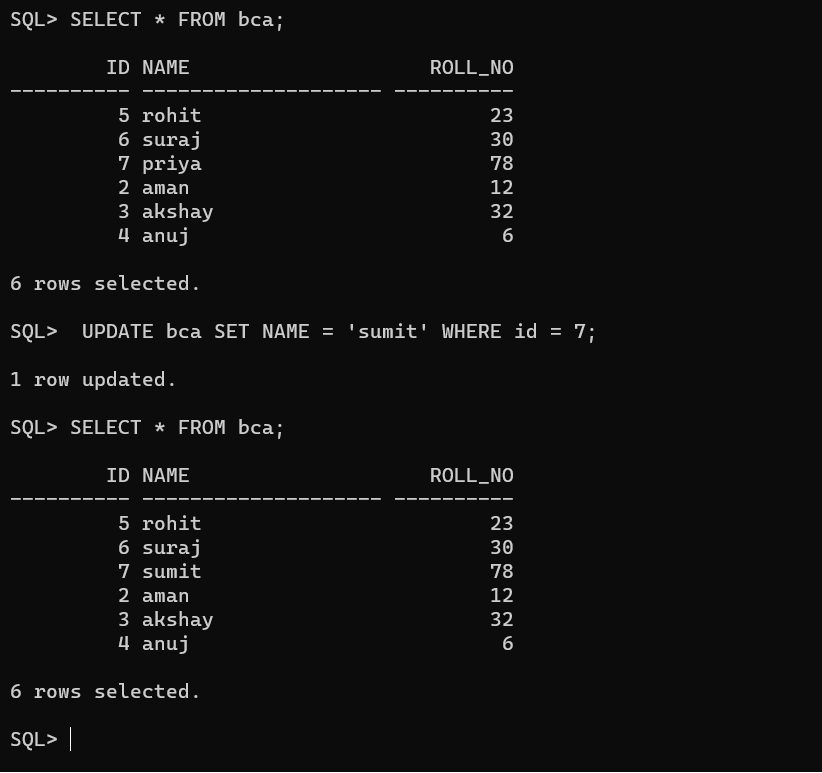 SQL> SELECT * FROM bca;
        ID NAME                    ROLL_NO
---------- -------------------- ----------
         5 rohit                        23
         6 suraj                        30
         7 priya                        78
         2 aman                         12
         3 akshay                       32
         4 anuj                          6
6 rows selected.
SQL>  UPDATE bca SET NAME = 'sumit' WHERE id = 7;
1 row updated.
SQL> SELECT * FROM bca;
        ID NAME                    ROLL_NO
---------- -------------------- ----------
         5 rohit                        23
         6 suraj                        30
         7 sumit                        78
         2 aman                         12
         3 akshay                       32
         4 anuj                          6
6 rows selected.
SQL>